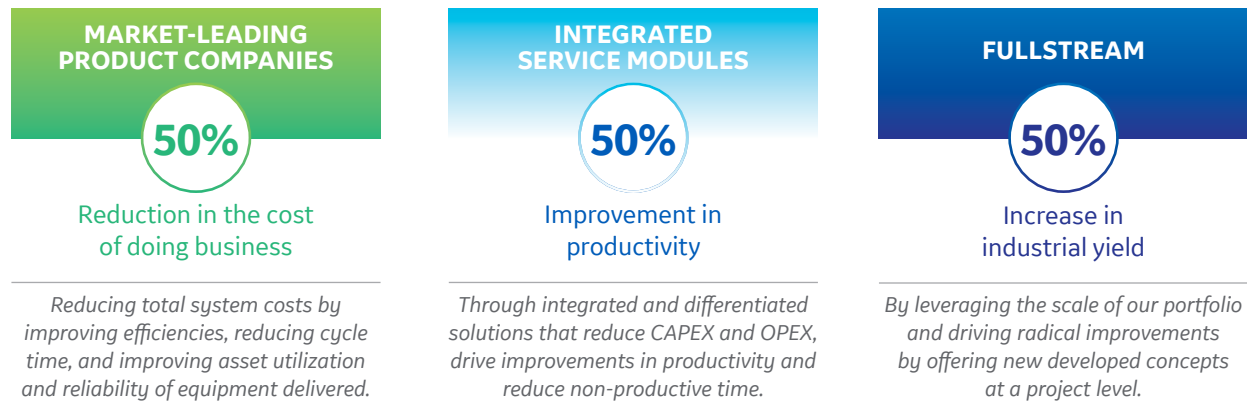 MARKET-LEADING
PRODUCT COMPANIES
50%
Reduction in the cost
of doing business
Reducing total system costs by
improving efficiencies, reducing cycle
time, and improving asset utilization
and reliability of equipment delivered.
INTEGRATED
SERVICE MODULES
50%
Improvement in
productivity
Through integrated and differentiated
solutions that reduce CAPEX and OPEX,
drive improvements in productivity and
reduce non-productive time.
FULLSTREAM
50%
Increase in
industrial yield
By leveraging the scale of our portfolio
and driving radical improvements
by offering new developed concepts
at a project level.